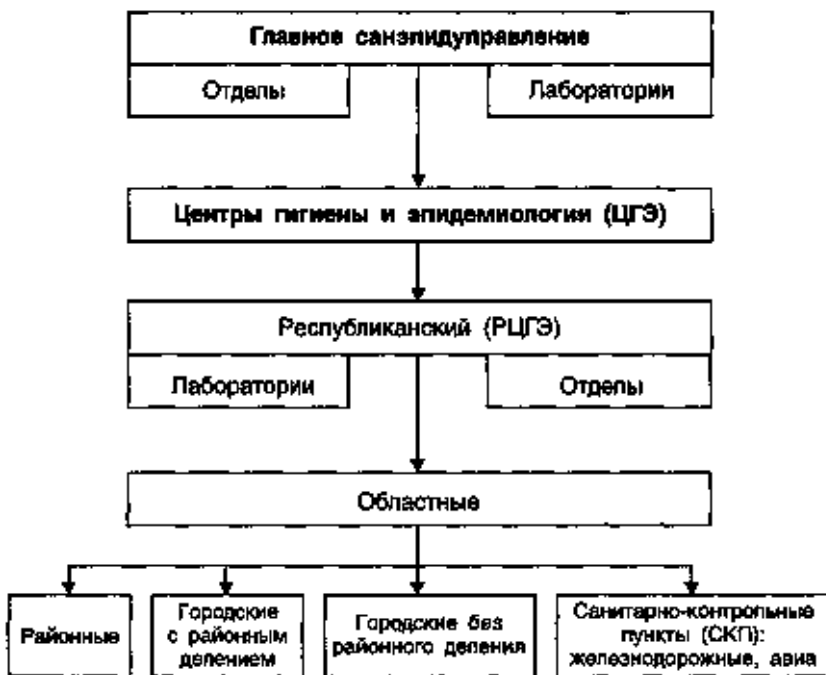 Главное санэпидуправление
Отделы
Лаборатории
Центры гигиены и эпидемиологии (ЦГЭ)
Республиканский (РЦГЭ)
Лаборатории
Отделы
Областные
Районные
Городские
с районным
делением
Городские без
районного деления
Санитарно-контрольные
пункты (СКП):
железнодорожные, авиа